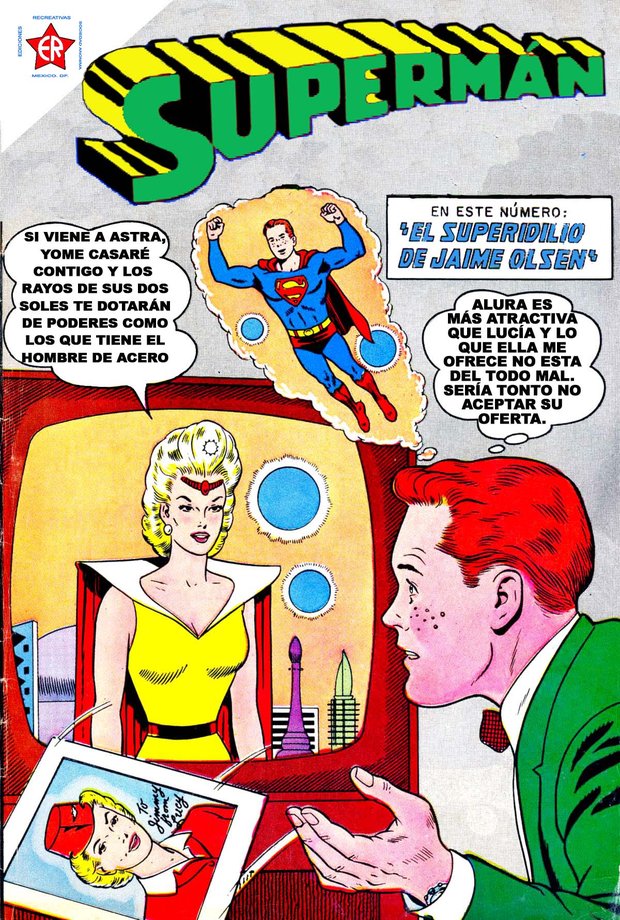 EDICIONES
RECREATIVAS
ER
MEXICO. DF.
SUPERMÁN
EN ESTE NÚMERO:
"EL SUPERIDILIO
DE JAIME OLSEN"
SI VIENE A ASTRA,
YOME CASARÉ
CONTIGO Y LOS
RAYOS DE SUS DOS
SOLES TE DOTARÁN
DE PODERES COMO
LOS QUE TIENE EL
HOMBRE DE ACERO
S
ALURA ES
MÁS ATRACTIVA
QUE LUCÍA Y LO
QUE ELLA ME
OFRECE NO ESTA
DEL TODO MAL.
SERÍA TONTO NO
ACEPTAR SU
OFERTA.
To
Jimmy
from
Lucy